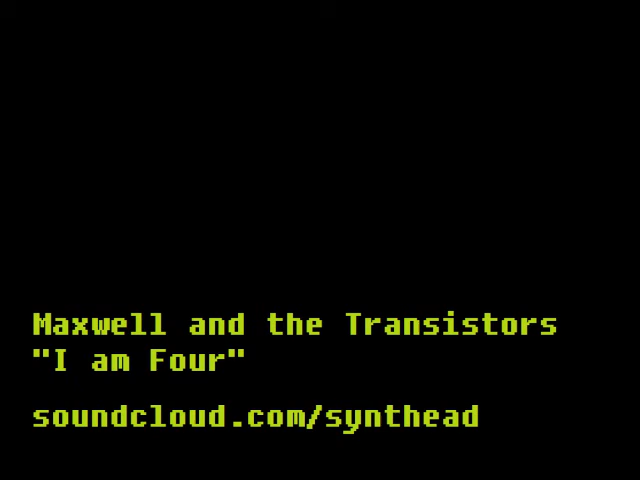 Maxwell and the Transistors
"I am Four"
soundcloud.com/synthead